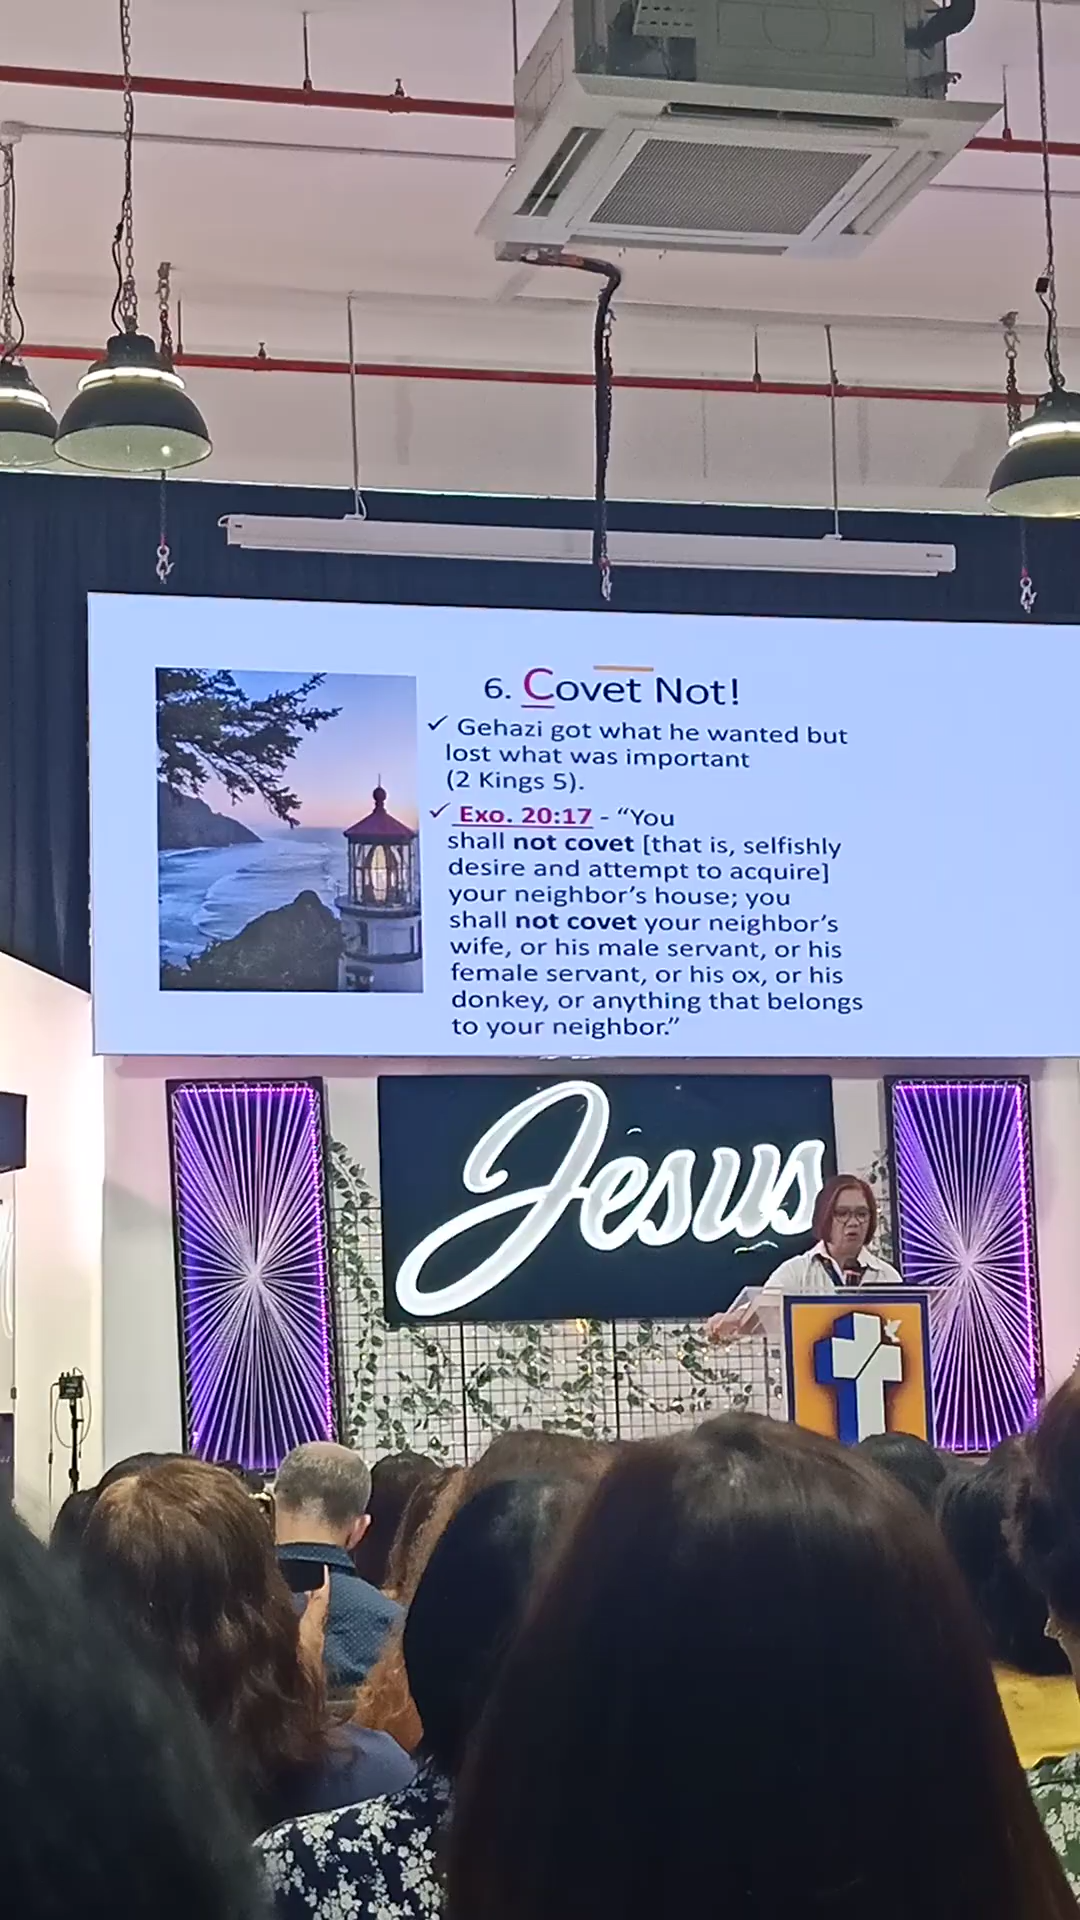 6. Covet Not!
✓ Gehazi got what he wanted but
lost what was important
(2 Kings 5).
✓ Exo. 20:17 - “You
shall not covet [that is, selfishly
desire and attempt to acquire]
your neighbor’s house; you
shall not covet your neighbor’s
wife, or his male servant, or his
female servant, or his ox, or his
donkey, or anything that belongs
to your neighbor.”
Jesus